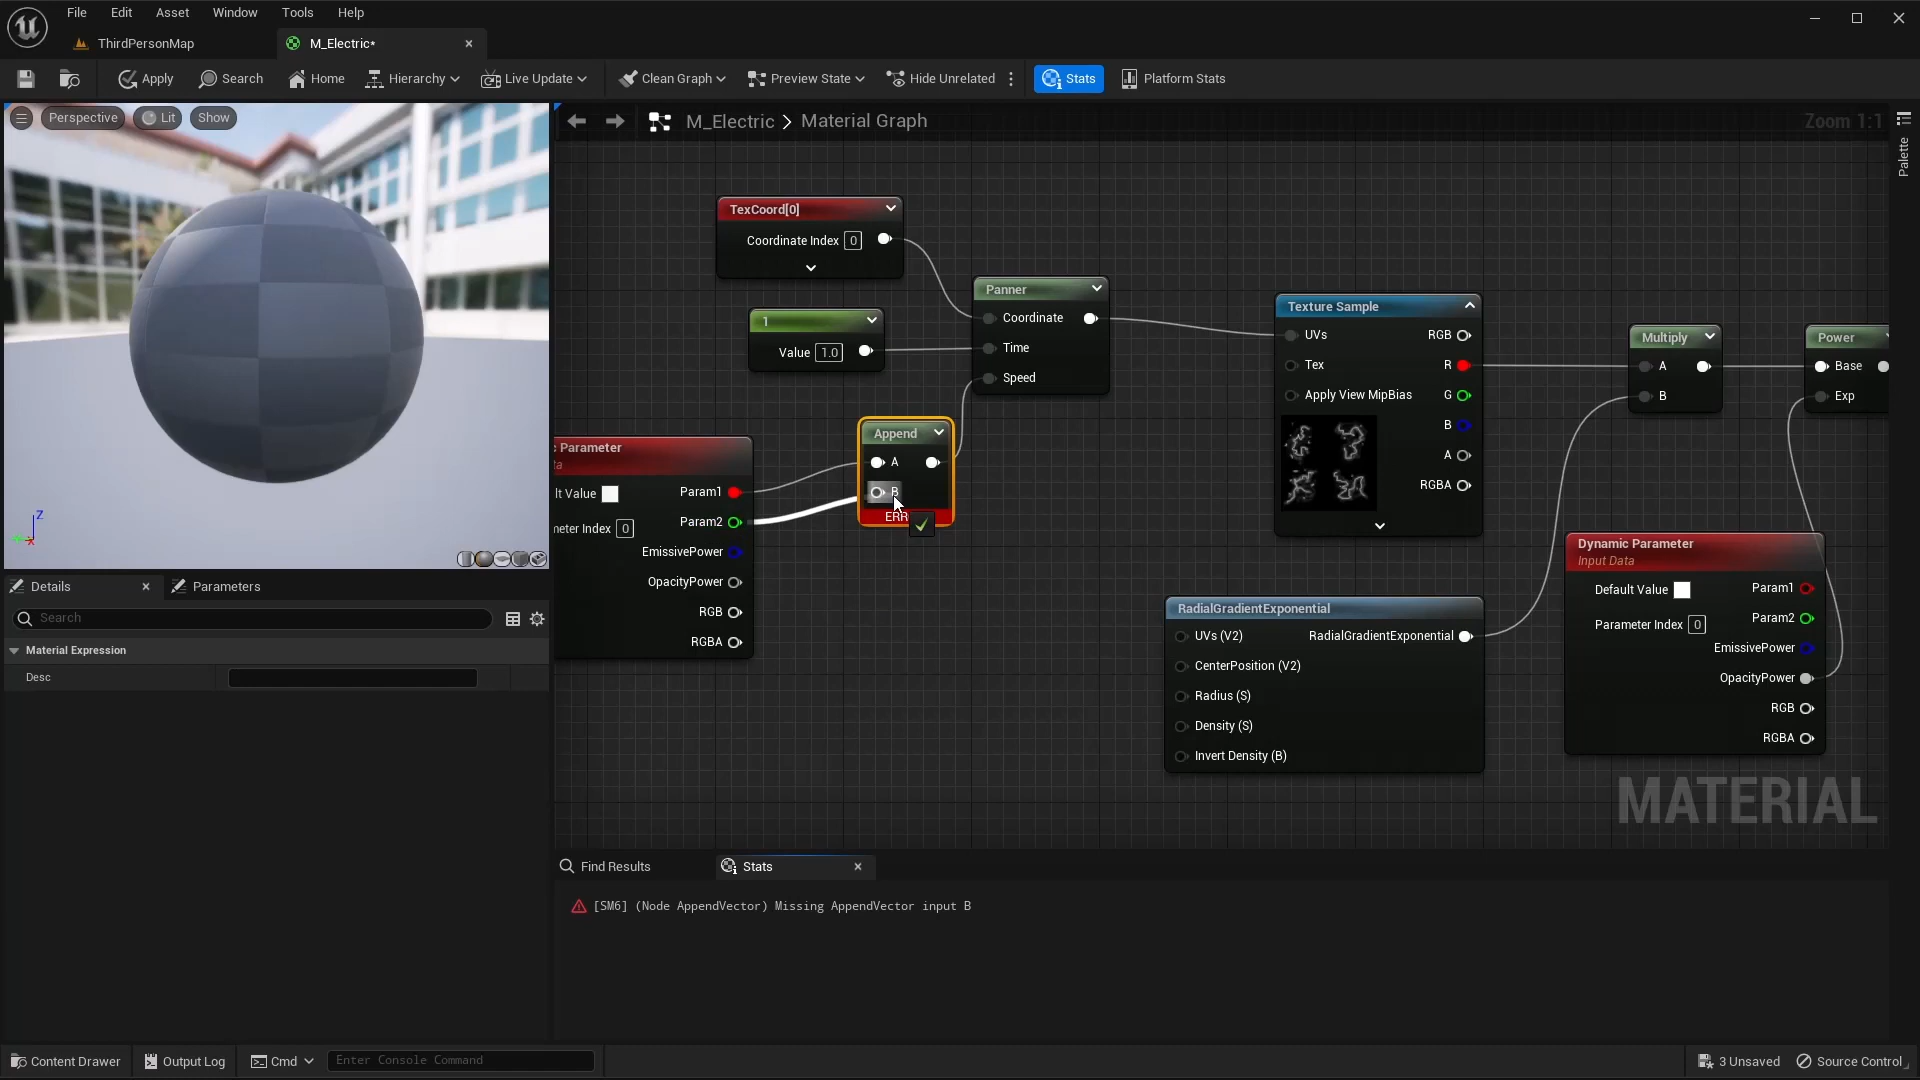 File Edit Asset Window Tools Help
ThirdPersonMap
M_Electric*
Apply Search Home Hierarchy Live Update Clean Graph Preview State Hide Unrelated Stats Platform Stats
Perspective Lit Show
M_Electric > Material Graph
Zoom 1:1
Palette
TexCoord[0]
Coordinate Index 0
1
Value 1.0
Panner
Coordinate
Time
Speed
Append
A
B
ERR
c Parameter
ta
lt Value Param1
Param2
meter Index 0
EmissivePower
OpacityPower
RGB
RGBA
Texture Sample
UVs RGB
Tex R
Apply View MipBias G
B
A
RGBA
Multiply
A
B
Power
Base
Exp
RadialGradientExponential
UVs (V2) RadialGradientExponential
CenterPosition (V2)
Radius (S)
Density (S)
Invert Density (B)
Dynamic Parameter
Input Data
Default Value Param1
Param2
Parameter Index 0
EmissivePower
OpacityPower
RGB
RGBA
MATERIAL
Z
Details Parameters
Search
Material Expression
Desc
Find Results Stats
[SM6] (Node AppendVector) Missing AppendVector input B
Content Drawer Output Log Cmd Enter Console Command 3 Unsaved Source Control